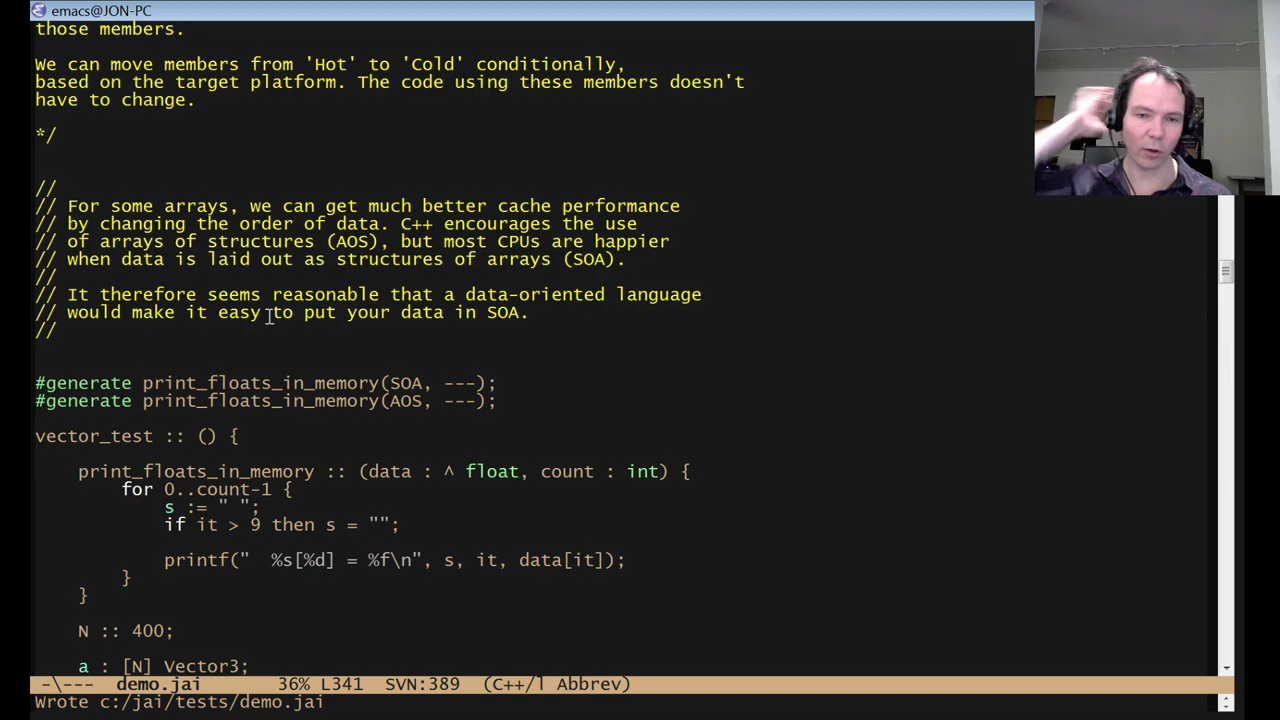 emacs@JON-PC
those members.
We can move members from 'Hot' to 'Cold' conditionally,
based on the target platform. The code using these members doesn't
have to change.
*/
//
// For some arrays, we can get much better cache performance
// by changing the order of data. C++ encourages the use
// of arrays of structures (AOS), but most CPUs are happier
// when data is laid out as structures of arrays (SOA).
//
// It therefore seems reasonable that a data-oriented language
// would make it easy to put your data in SOA.
//
#generate print_floats_in_memory(SOA, ---);
#generate print_floats_in_memory(AOS, ---);
vector_test :: () {
print_floats_in_memory :: (data : ^ float, count : int) {
for 0..count-1 {
s := " ";
if it > 9 then s = "";
printf("  %s[%d] = %f\n", s, it, data[it]);
}
}
N :: 400;
a : [N] Vector3;
-\--- demo.jai 36% L341 SVN:389 (C++/l Abbrev)
Wrote c:/jai/tests/demo.jai